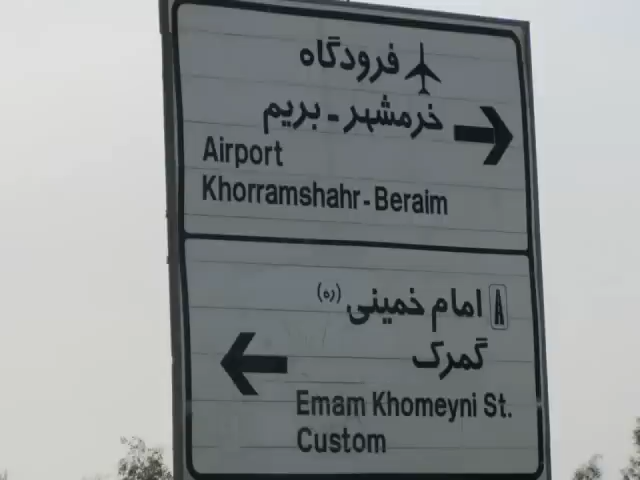 فرودگاه
خرمشهر - بریم
Airport
Khorramshahr - Beraim
امام خمینی (ره)
گمرک
Emam Khomeyni St.
Custom